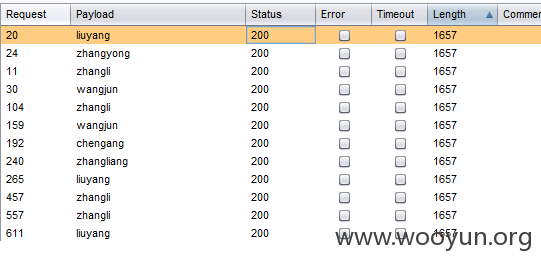 Request Payload Status Error Timeout Length Commen
20 liuyang 200 1657
24 zhangyong 200 1657
11 zhangli 200 1657
30 wangjun 200 1657
104 zhangli 200 1657
159 wangjun 200 1657
192 chengang 200 1657
240 zhangliang 200 1657
265 liuyang 200 1657
457 zhangli 200 1657
557 zhangli 200 1657
611 liuyang 200 1657
www.wooyun.org